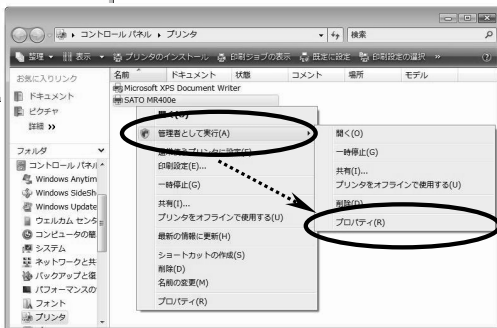 コントロール パネル ▸ プリンタ
検索
整理 表示 プリンタのインストール 印刷ジョブの表示 既定に設定 印刷設定の選択 »
お気に入りリンク
ドキュメント
ピクチャ
詳細 »
フォルダ
コントロール パネル
Windows Anytim
Windows SideSh
Windows Update
ウェルカム センタ
コンピュータの簡
システム
ネットワークと共
バックアップと復
パフォーマンスの
フォント
プリンタ
名前 ドキュメント 状態 コメント 場所 モデル
Microsoft XPS Document Writer
SATO MR400e
開く(O)
管理者として実行(A)
通常使うプリンタに設定(F)
印刷設定(E)...
一時停止(G)
共有(I)...
プリンタをオフラインで使用する(U)
最新の情報に更新(H)
ショートカットの作成(S)
削除(D)
名前の変更(M)
プロパティ(R)
開く(O)
一時停止(G)
共有(I)...
プリンタをオフラインで使用する(U)
削除(D)
プロパティ(R)